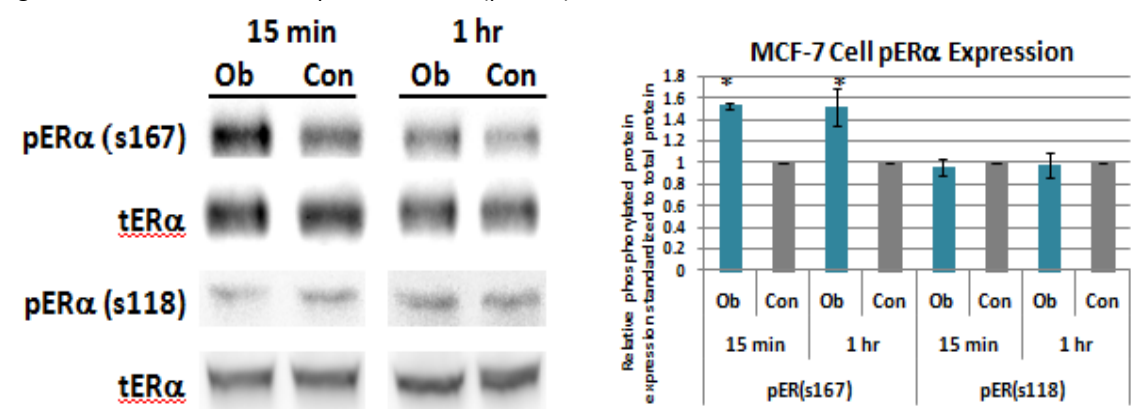 15 min 1 hr
Ob Con Ob Con
pERα (s167)
tERα
pERα (s118)
tERα
MCF-7 Cell pERα Expression
Relative phosphorylated protein
expression standardized to total protein
1.8
1.6
1.4
1.2
1
0.8
0.6
0.4
0.2
0
* *
Ob Con Ob Con Ob Con Ob Con
15 min 1 hr 15 min 1 hr
pER(s167) pER(s118)